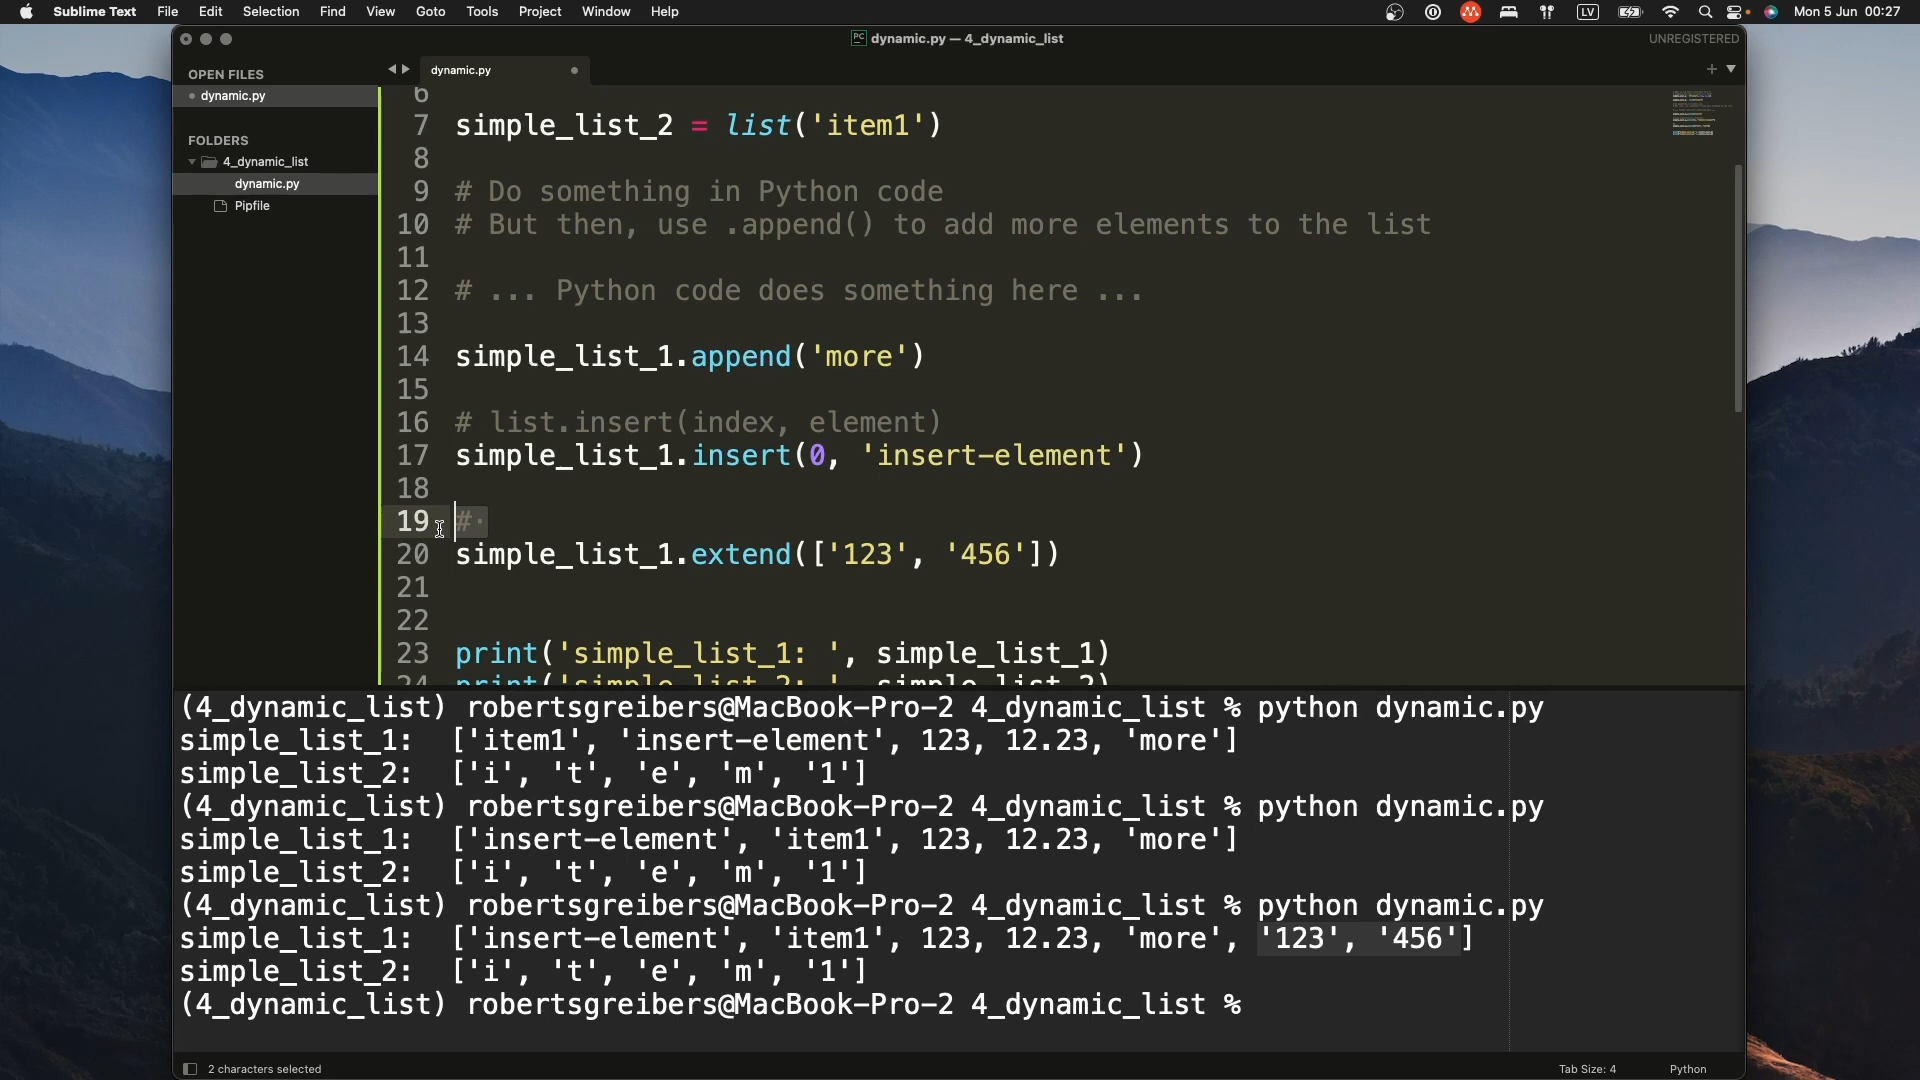 Sublime Text File Edit Selection Find View Goto Tools Project Window Help LV Mon 5 Jun 00:27
dynamic.py — 4_dynamic_list UNREGISTERED
OPEN FILES
dynamic.py
FOLDERS
4_dynamic_list
dynamic.py
Pipfile
dynamic.py
6
7 simple_list_2 = list('item1')
8
9 # Do something in Python code
10 # But then, use .append() to add more elements to the list
11
12 # ... Python code does something here ...
13
14 simple_list_1.append('more')
15
16 # list.insert(index, element)
17 simple_list_1.insert(0, 'insert-element')
18
19 #
20 simple_list_1.extend(['123', '456'])
21
22
23 print('simple_list_1: ', simple_list_1)
24 print('simple_list_2: ', simple_list_2)
(4_dynamic_list) robertsgreibers@MacBook-Pro-2 4_dynamic_list % python dynamic.py
simple_list_1: ['item1', 'insert-element', 123, 12.23, 'more']
simple_list_2: ['i', 't', 'e', 'm', '1']
(4_dynamic_list) robertsgreibers@MacBook-Pro-2 4_dynamic_list % python dynamic.py
simple_list_1: ['insert-element', 'item1', 123, 12.23, 'more']
simple_list_2: ['i', 't', 'e', 'm', '1']
(4_dynamic_list) robertsgreibers@MacBook-Pro-2 4_dynamic_list % python dynamic.py
simple_list_1: ['insert-element', 'item1', 123, 12.23, 'more', '123', '456']
simple_list_2: ['i', 't', 'e', 'm', '1']
(4_dynamic_list) robertsgreibers@MacBook-Pro-2 4_dynamic_list %
2 characters selected Tab Size: 4 Python